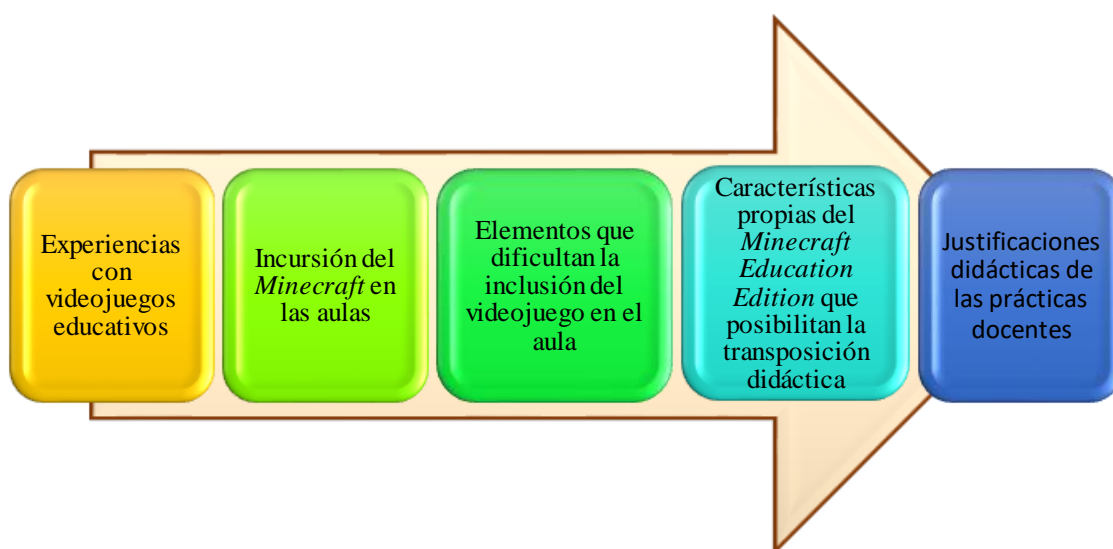 Experiencias
con
videojuegos
educativos
Incursión del
Minecraft en
las aulas
Elementos que
dificultan la
inclusión del
videojuego en el
aula
Características
propias del
Minecraft
Education
Edition que
posibilitan la
transposición
didáctica
Justificaciones
didácticas de
las prácticas
docentes